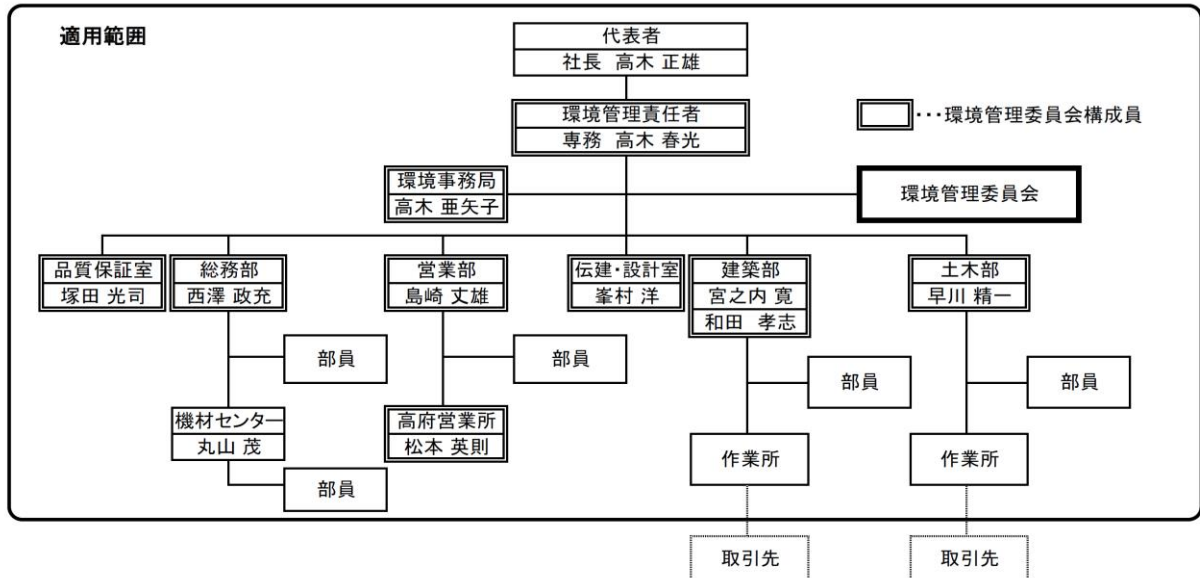 適用範囲
代表者
社長 高木 正雄
環境管理責任者
専務 高木 春光
・・・環境管理委員会構成員
環境事務局
高木 亜矢子
環境管理委員会
品質保証室
塚田 光司
総務部
西澤 政充
営業部
島崎 丈雄
伝建・設計室
峯村 洋
建築部
宮之内 寛
和田 孝志
土木部
早川 精一
部員
部員
部員
部員
機材センター
丸山 茂
高府営業所
松本 英則
作業所
作業所
部員
取引先
取引先